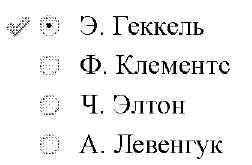 Э. Геккель
Ф. Клементс
Ч. Элтон
А. Левенгук